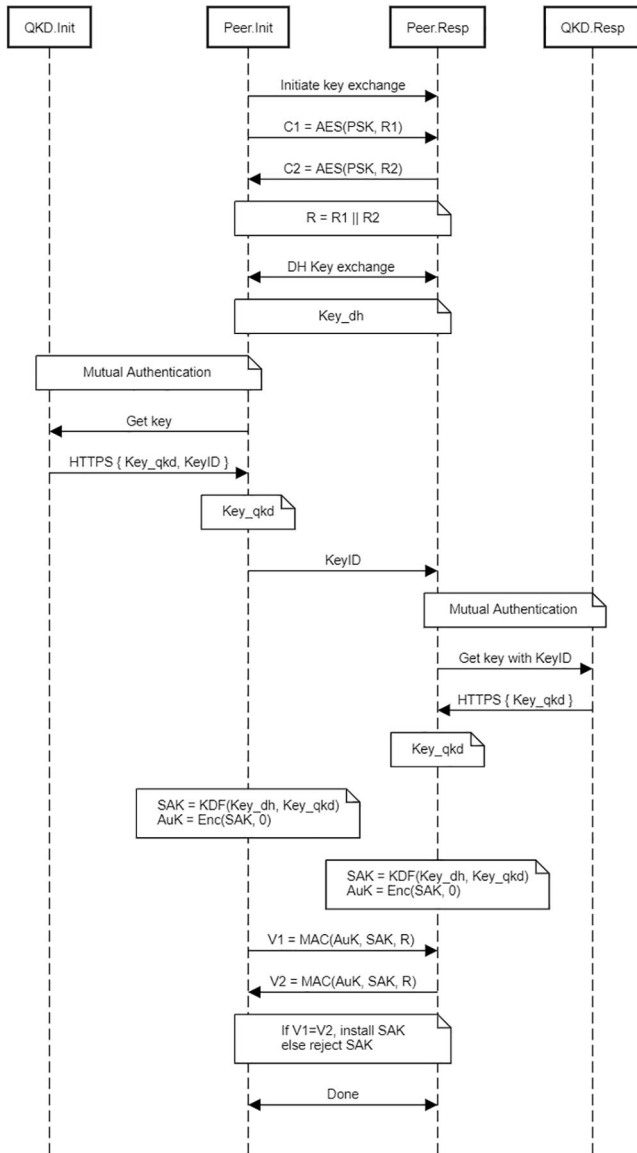 QKD.Init
Peer.Init
Peer.Resp
QKD.Resp
Initiate key exchange
C1 = AES(PSK, R1)
C2 = AES(PSK, R2)
R = R1 || R2
DH Key exchange
Key_dh
Mutual Authentication
Get key
HTTPS { Key_qkd, KeyID }
Key_qkd
KeyID
Mutual Authentication
Get key with KeyID
HTTPS { Key_qkd }
Key_qkd
SAK = KDF(Key_dh, Key_qkd)
AuK = Enc(SAK, 0)
SAK = KDF(Key_dh, Key_qkd)
AuK = Enc(SAK, 0)
V1 = MAC(AuK, SAK, R)
V2 = MAC(AuK, SAK, R)
If V1=V2, install SAK
else reject SAK
Done